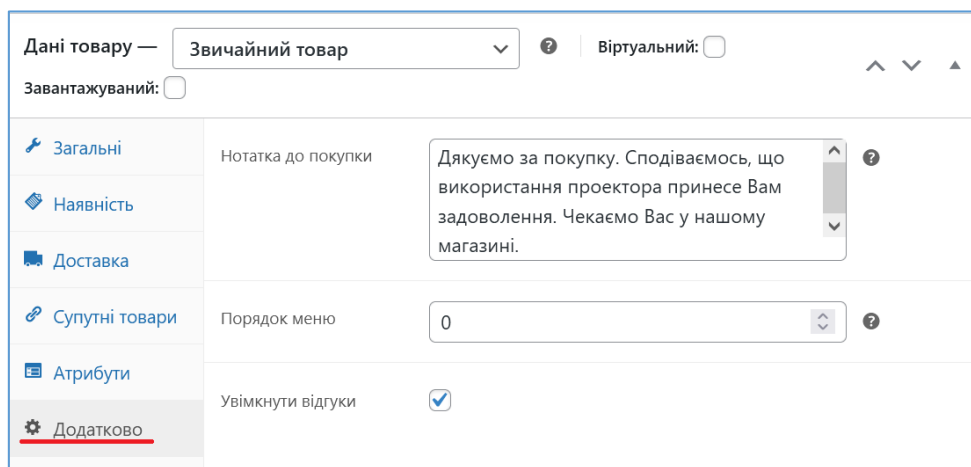 Дані товару — Звичайний товар Віртуальний:
Завантажуваний:
Загальні
Наявність
Доставка
Супутні товари
Атрибути
Додатково
Нотатка до покупки
Дякуємо за покупку. Сподіваємось, що
використання проектора принесе Вам
задоволення. Чекаємо Вас у нашому
магазині.
Порядок меню
0
Увімкнути відгуки